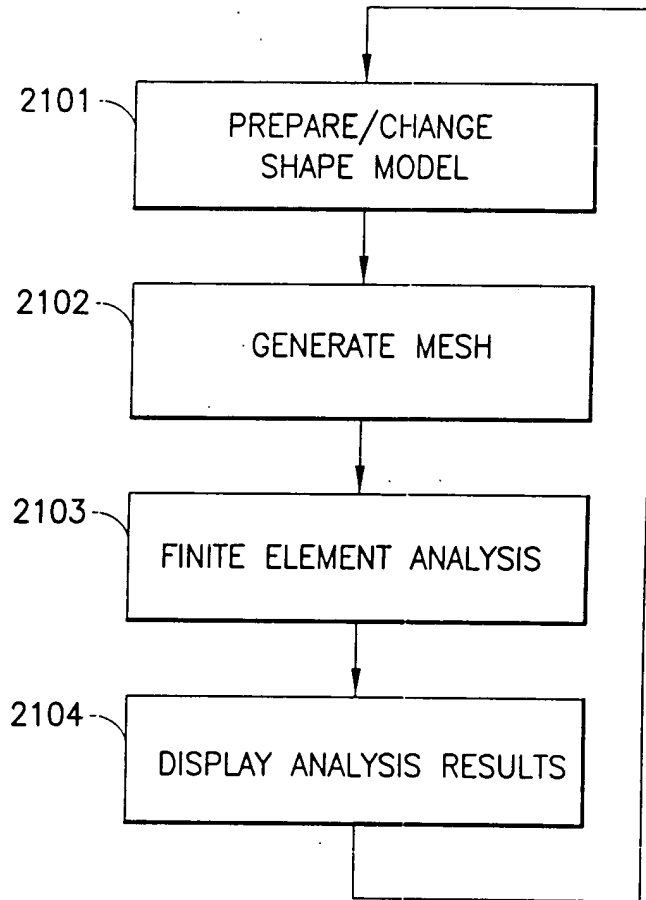 2101
PREPARE/CHANGE
SHAPE MODEL
2102
GENERATE MESH
2103
FINITE ELEMENT ANALYSIS
2104
DISPLAY ANALYSIS RESULTS